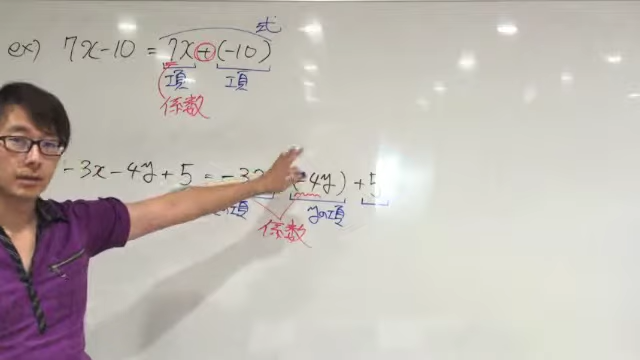 式
ex) 7x-10 = 7x+(-10)
項 項
係数
-3x-4y+5 = -3 (-4y) +5
項 yの項
係数